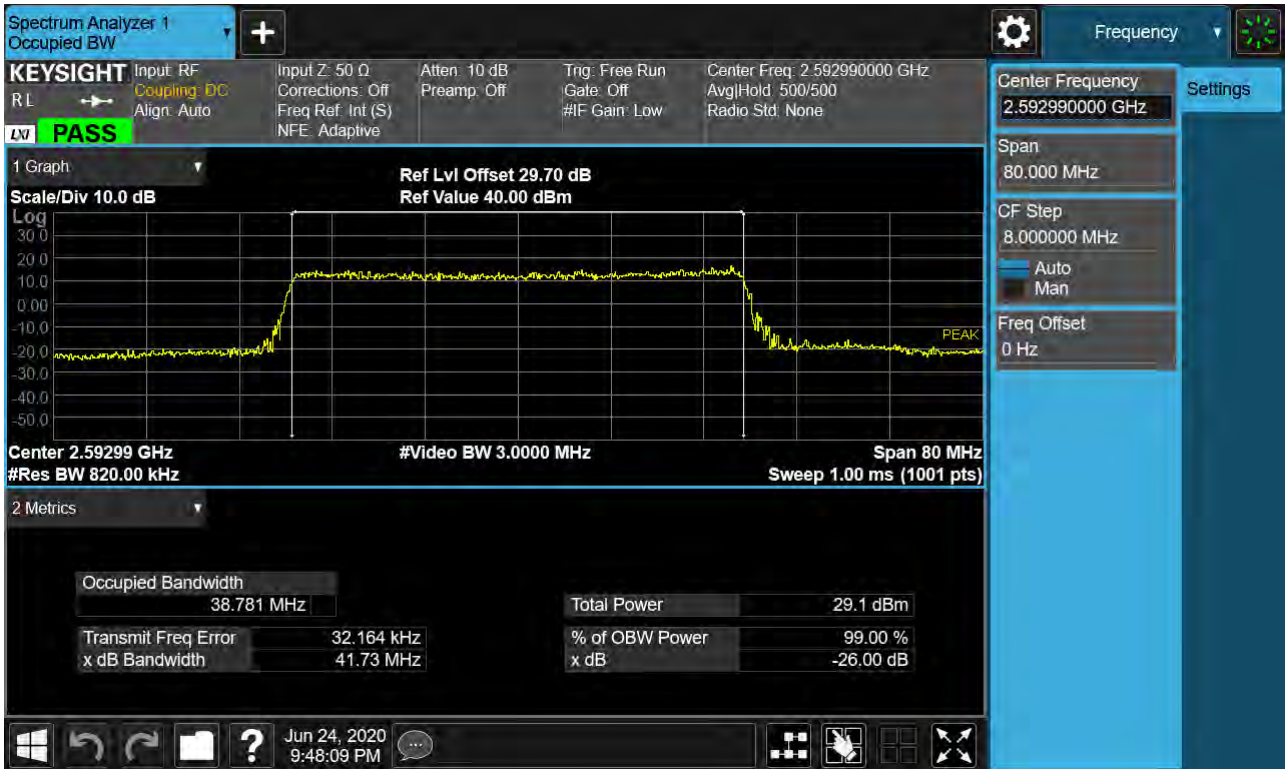 Spectrum Analyzer 1
Occupied BW
+
Frequency
KEYSIGHT
R L
LXI
PASS
Input: RF
Coupling: DC
Align: Auto
Input Z: 50 Ω
Corrections: Off
Freq Ref: Int (S)
NFE: Adaptive
Atten: 10 dB
Preamp: Off
Trig: Free Run
Gate: Off
#IF Gain: Low
Center Freq: 2.592990000 GHz
Avg|Hold: 500/500
Radio Std: None
Center Frequency
2.592990000 GHz
Settings
Span
80.000 MHz
CF Step
8.000000 MHz
Auto
Man
Freq Offset
0 Hz
1 Graph
Scale/Div 10.0 dB
Ref Lvl Offset 29.70 dB
Ref Value 40.00 dBm
Log
30.0
20.0
10.0
0.00
-10.0
-20.0
-30.0
-40.0
-50.0
PEAK
Center 2.59299 GHz
#Video BW 3.0000 MHz
Span 80 MHz
#Res BW 820.00 kHz
Sweep 1.00 ms (1001 pts)
2 Metrics
Occupied Bandwidth
38.781 MHz
Transmit Freq Error 32.164 kHz
x dB Bandwidth 41.73 MHz
Total Power 29.1 dBm
% of OBW Power 99.00 %
x dB -26.00 dB
?
Jun 24, 2020
9:48:09 PM